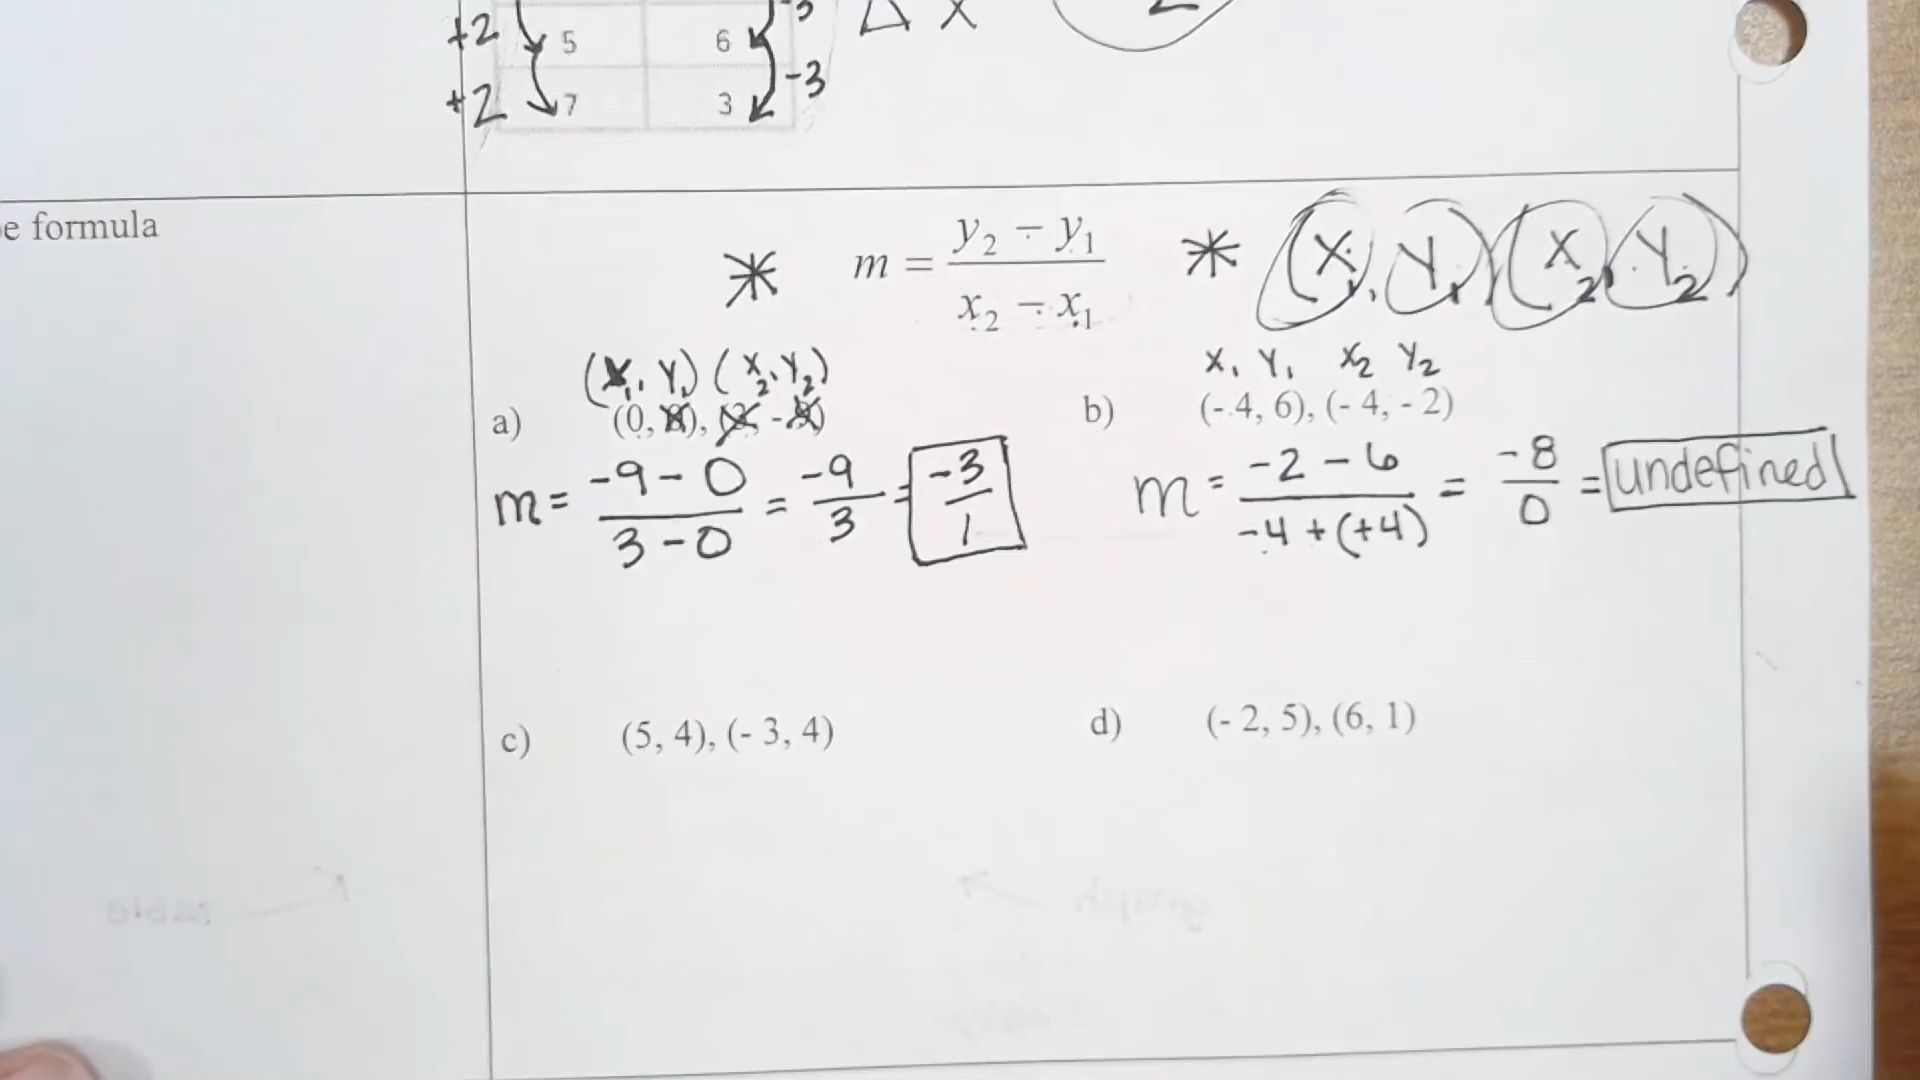 +2 5 6 -3
Δ x
+2 7 3 -3
e formula
* m = y₂ − y₁ / x₂ − x₁ * (X₁, Y₁)(X₂, Y₂)
(X₁, Y₁) (X₂, Y₂)
X₁ Y₁ X₂ Y₂
a) (0, ), ( , - )
b) (- 4, 6), (- 4, - 2)
m = -9 - 0 / 3 - 0 = -9 / 3 = -3 / 1
m = -2 - 6 / -4 + (+4) = -8 / 0 = undefined
c) (5, 4), (- 3, 4)
d) (- 2, 5), (6, 1)